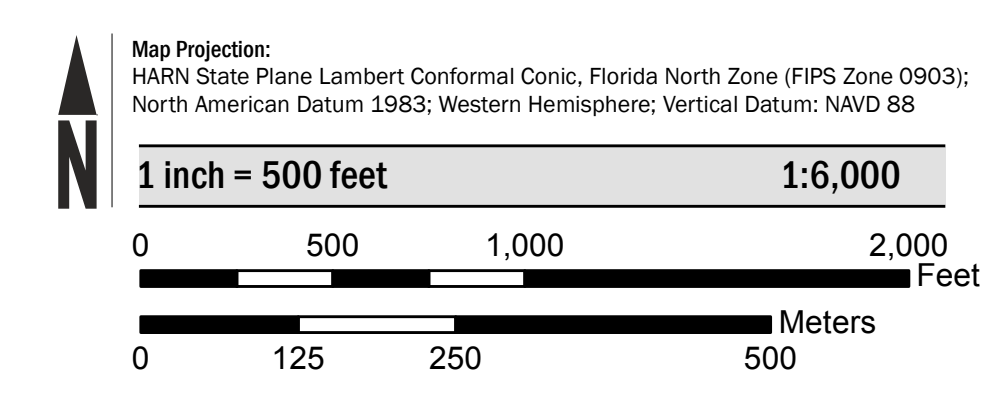 N
Map Projection:
HARN State Plane Lambert Conformal Conic, Florida North Zone (FIPS Zone 0903);
North American Datum 1983; Western Hemisphere; Vertical Datum: NAVD 88
1 inch = 500 feet 1:6,000
0 500 1,000 2,000
Feet
Meters
0 125 250 500